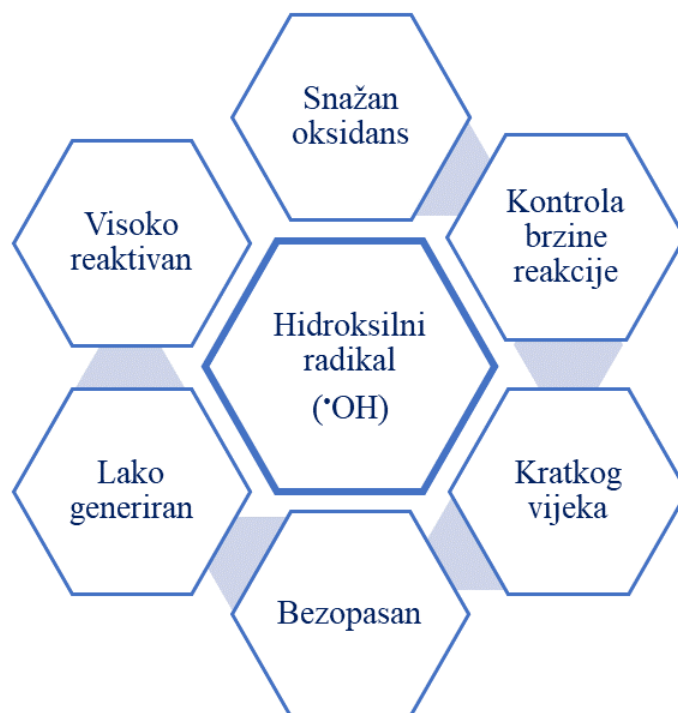 Snažan
oksidans
Kontrola
brzine
reakcije
Visoko
reaktivan
Hidroksilni
radikal
(•OH)
Kratkog
vijeka
Lako
generiran
Bezopasan